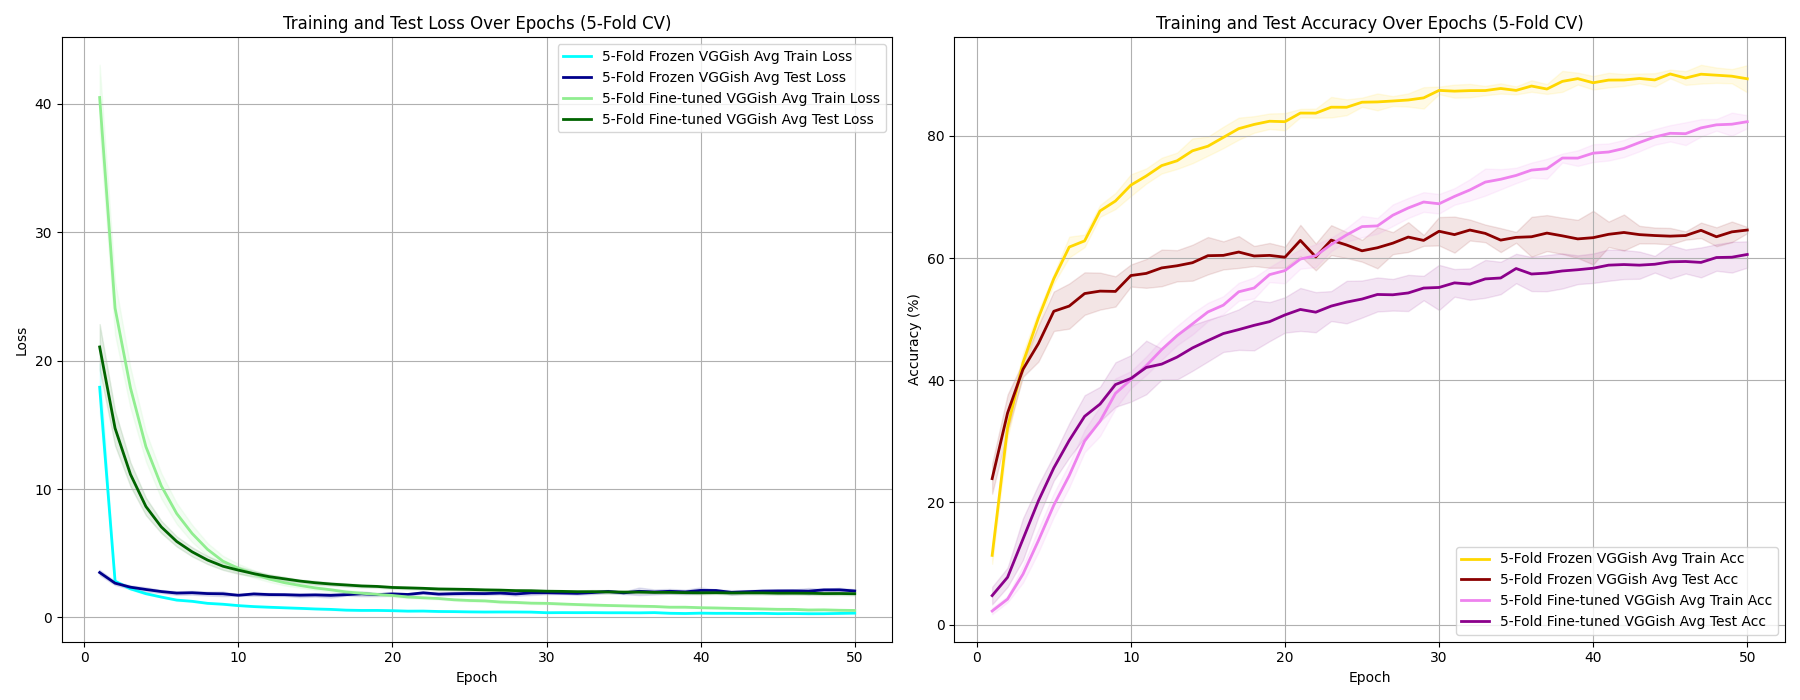 Training and Test Loss Over Epochs (5-Fold CV)
Loss
40
30
20
10
0
5-Fold Frozen VGGish Avg Train Loss
5-Fold Frozen VGGish Avg Test Loss
5-Fold Fine-tuned VGGish Avg Train Loss
5-Fold Fine-tuned VGGish Avg Test Loss
0 10 20 30 40 50
Epoch
Training and Test Accuracy Over Epochs (5-Fold CV)
Accuracy (%)
80
60
40
20
0
5-Fold Frozen VGGish Avg Train Acc
5-Fold Frozen VGGish Avg Test Acc
5-Fold Fine-tuned VGGish Avg Train Acc
5-Fold Fine-tuned VGGish Avg Test Acc
0 10 20 30 40 50
Epoch